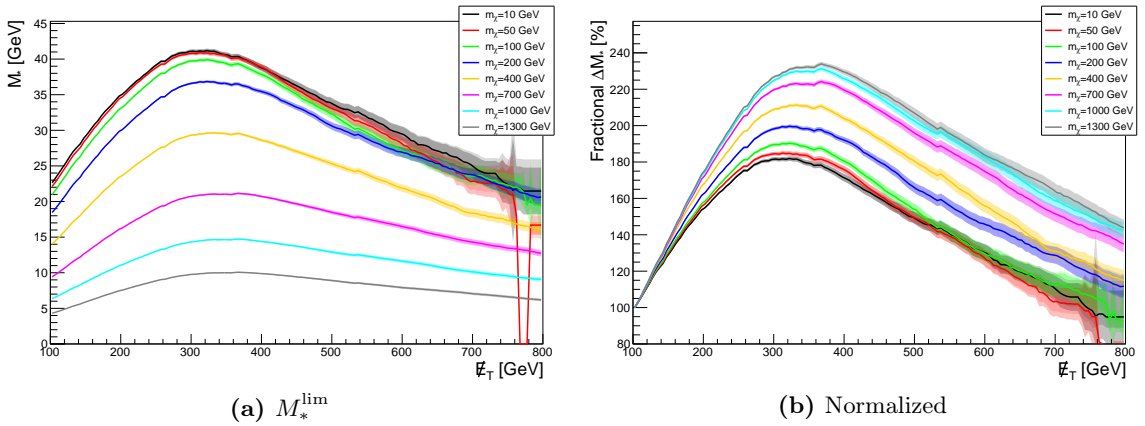 M* [GeV]
45
40
35
30
25
20
15
10
5
0
100 200 300 400 500 600 700 800
E̸T [GeV]
mχ=10 GeV
mχ=50 GeV
mχ=100 GeV
mχ=200 GeV
mχ=400 GeV
mχ=700 GeV
mχ=1000 GeV
mχ=1300 GeV
(a) M*^lim
Fractional ΔM* [%]
240
220
200
180
160
140
120
100
80
100 200 300 400 500 600 700 800
E̸T [GeV]
mχ=10 GeV
mχ=50 GeV
mχ=100 GeV
mχ=200 GeV
mχ=400 GeV
mχ=700 GeV
mχ=1000 GeV
mχ=1300 GeV
(b) Normalized